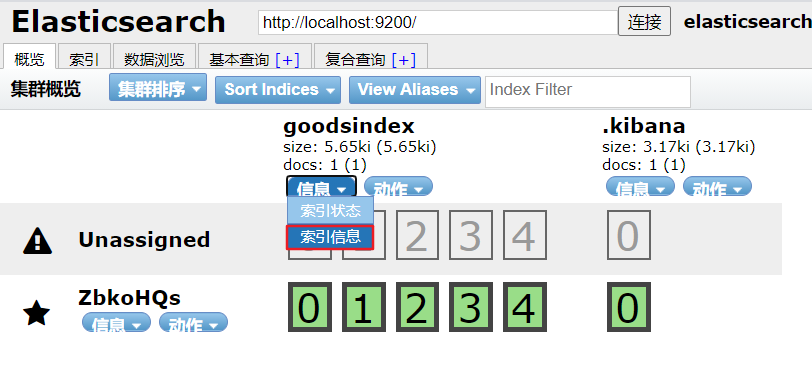 Elasticsearch http://localhost:9200/ 连接 elasticsearch
概览 索引 数据浏览 基本查询 [+] 复合查询 [+]
集群概览 集群排序 Sort Indices View Aliases Index Filter
goodsindex .kibana
size: 5.65ki (5.65ki) size: 3.17ki (3.17ki)
docs: 1 (1) docs: 1 (1)
信息 动作 信息 动作
索引状态
索引信息
Unassigned 2 3 4 0
ZbkoHQs 0 1 2 3 4 0
信息 动作